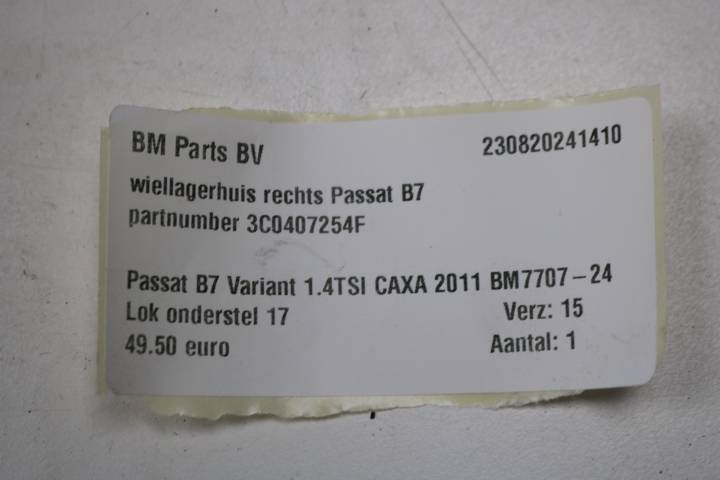 BM Parts BV 230820241410
wiellagerhuis rechts Passat B7
partnumber 3C0407254F
Passat B7 Variant 1.4TSI CAXA 2011 BM7707-24
Lok onderstel 17 Verz: 15
49.50 euro Aantal: 1